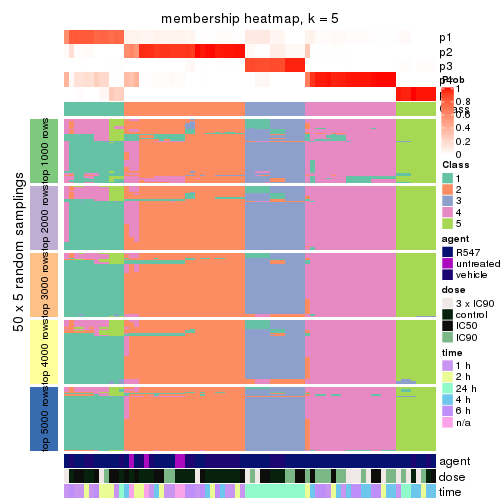 membership heatmap, k = 5
p1
p2
p3
Prob
1
0.8
0.6
0.4
0.2
0
Class
1
2
3
4
5
agent
R547
untreated
vehicle
dose
3 x IC90
control
IC50
IC90
time
1 h
2 h
24 h
4 h
6 h
n/a
50 x 5 random samplings
top 1000 rows
top 2000 rows
top 3000 rows
top 4000 rows
top 5000 rows
agent
dose
time